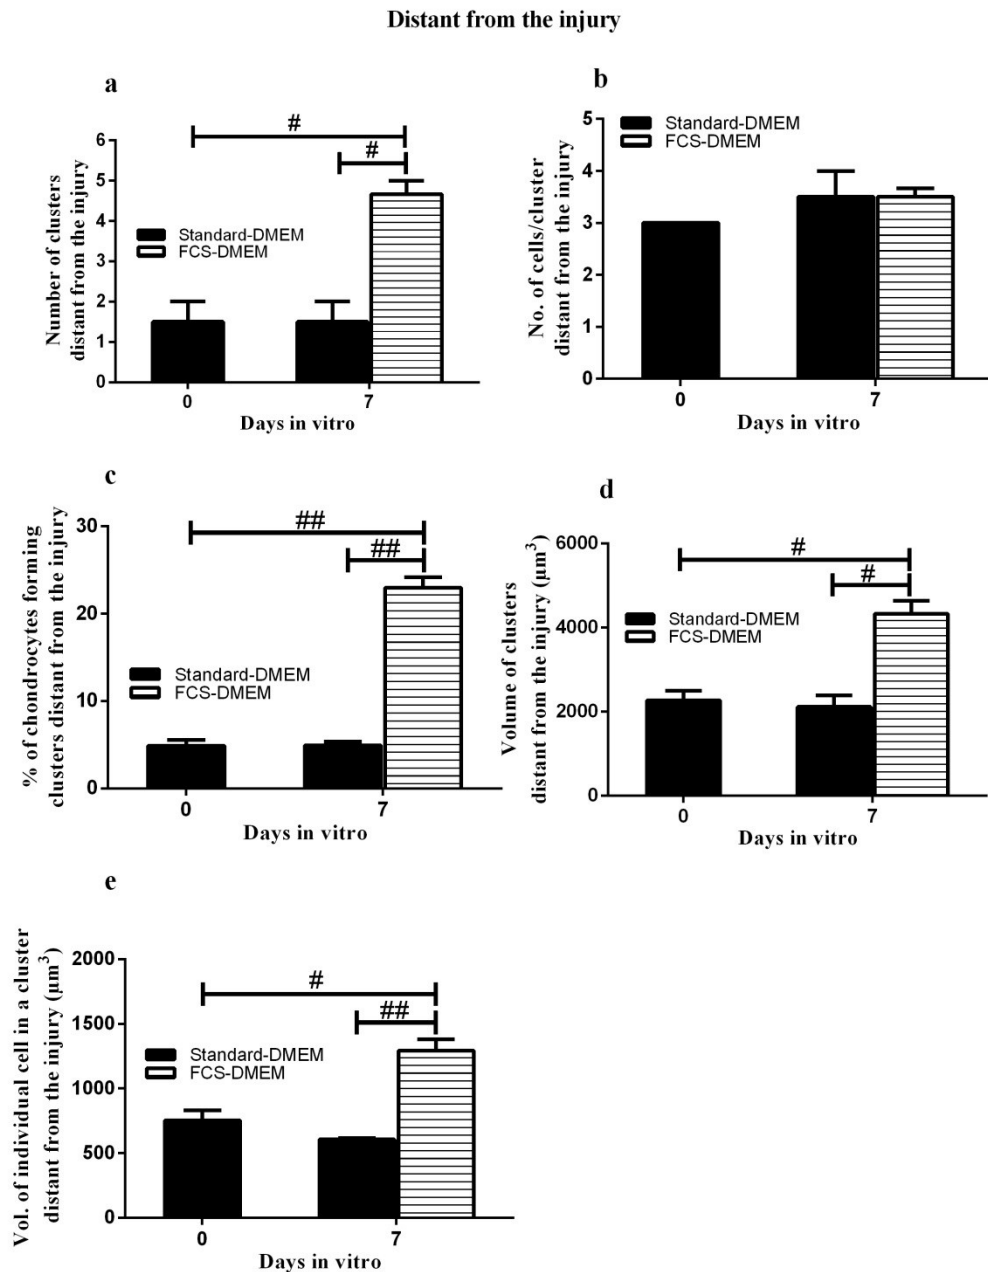 Distant from the injury
a
Number of clusters
distant from the injury
6
5
4
3
2
1
0
#
#
Standard-DMEM
FCS-DMEM
0
7
Days in vitro
b
No. of cells/cluster
distant from the injury
5
4
3
2
1
0
Standard-DMEM
FCS-DMEM
0
7
Days in vitro
c
% of chondrocytes forming
clusters distant from the injury
30
20
10
0
##
##
Standard-DMEM
FCS-DMEM
0
7
Days in vitro
d
Volume of clusters
distant from the injury (µm³)
6000
4000
2000
0
#
#
Standard-DMEM
FCS-DMEM
0
7
Days in vitro
e
Vol. of individual cell in a cluster
distant from the injury (µm³)
2000
1500
1000
500
0
#
##
Standard-DMEM
FCS-DMEM
0
7
Days in vitro